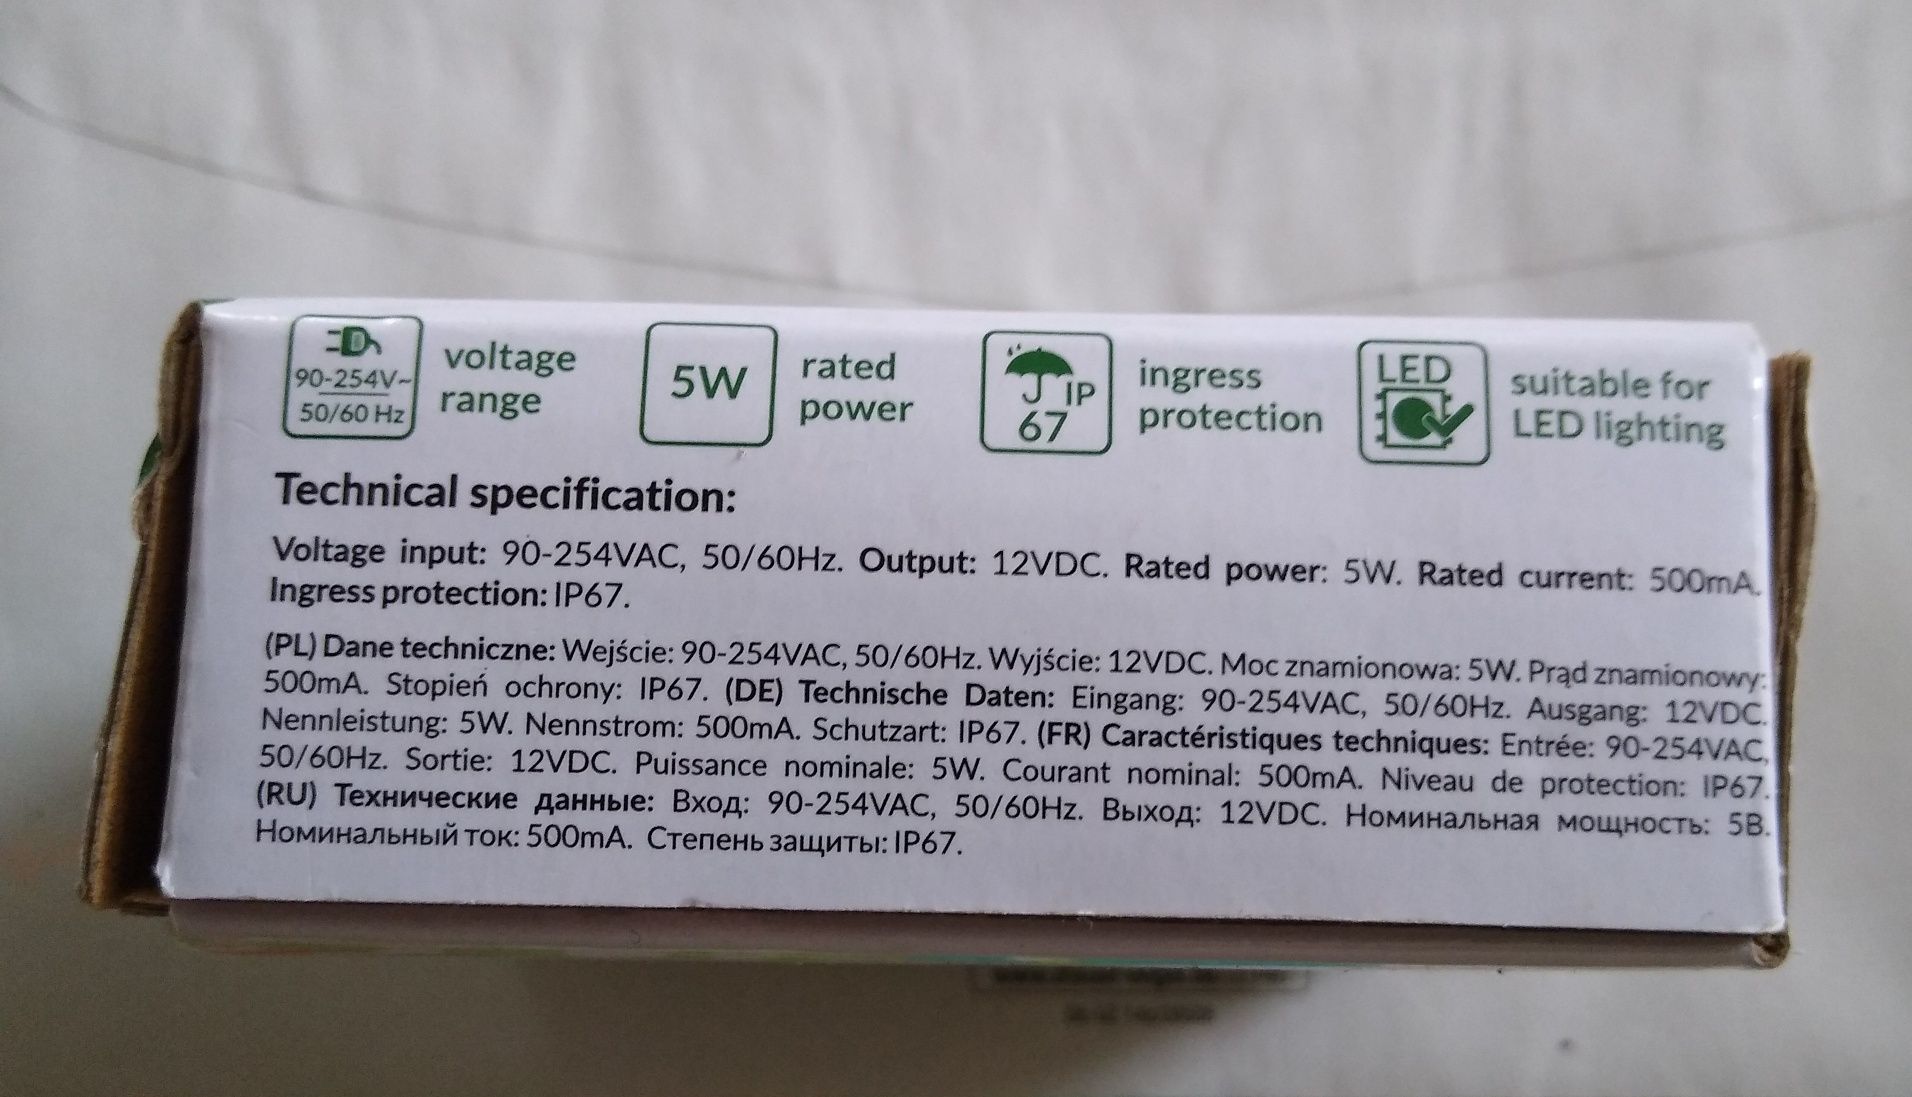 90-254V~
50/60 Hz
voltage
range
5W
rated
power
IP
67
ingress
protection
LED
suitable for
LED lighting
Technical specification:
Voltage input: 90-254VAC, 50/60Hz. Output: 12VDC. Rated power: 5W. Rated current: 500mA.
Ingress protection: IP67.
(PL) Dane techniczne: Wejście: 90-254VAC, 50/60Hz. Wyjście: 12VDC. Moc znamionowa: 5W. Prąd znamionowy:
500mA. Stopień ochrony: IP67. (DE) Technische Daten: Eingang: 90-254VAC, 50/60Hz. Ausgang: 12VDC.
Nennleistung: 5W. Nennstrom: 500mA. Schutzart: IP67. (FR) Caractéristiques techniques: Entrée: 90-254VAC,
50/60Hz. Sortie: 12VDC. Puissance nominale: 5W. Courant nominal: 500mA. Niveau de protection: IP67.
(RU) Технические данные: Вход: 90-254VAC, 50/60Hz. Выход: 12VDC. Номинальная мощность: 5В.
Номинальный ток: 500mA. Степень защиты: IP67.